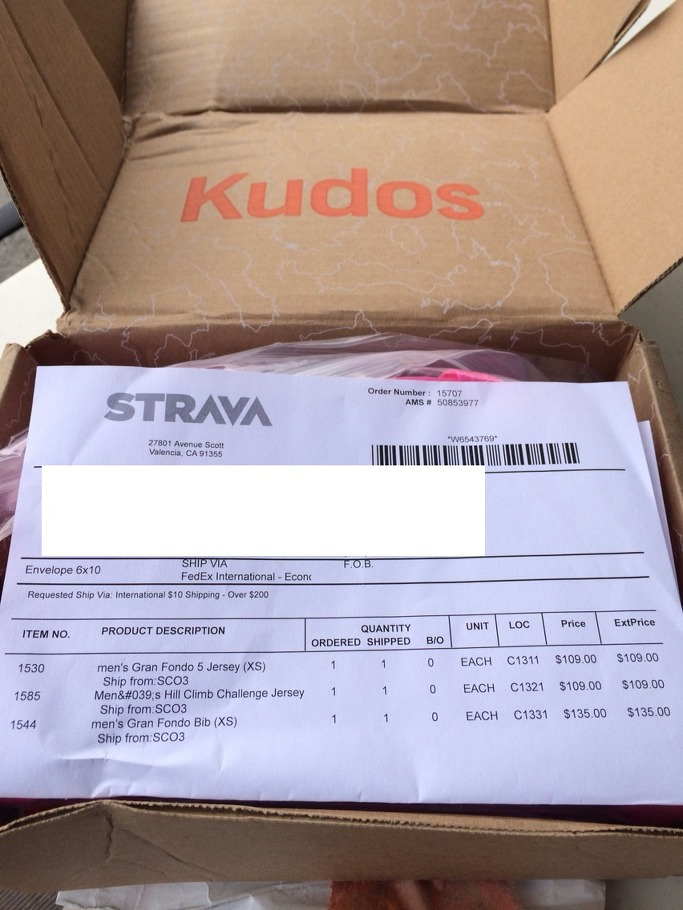 Kudos
STRAVA
27801 Avenue Scott
Valencia, CA 91355
Order Number : 15707
AMS # 50853977
*W6543769*
Envelope 6x10
SHIP VIA
FedEx International - Econ
F.O.B.
Requested Ship Via: International $10 Shipping - Over $200
ITEM NO. PRODUCT DESCRIPTION QUANTITY ORDERED SHIPPED B/O UNIT LOC Price ExtPrice
1530 men's Gran Fondo 5 Jersey (XS) 1 1 0 EACH C1311 $109.00 $109.00
Ship from:SCO3
1585 Men&#039;s Hill Climb Challenge Jersey 1 1 0 EACH C1321 $109.00 $109.00
Ship from:SCO3
1544 men's Gran Fondo Bib (XS) 1 1 0 EACH C1331 $135.00 $135.00
Ship from:SCO3